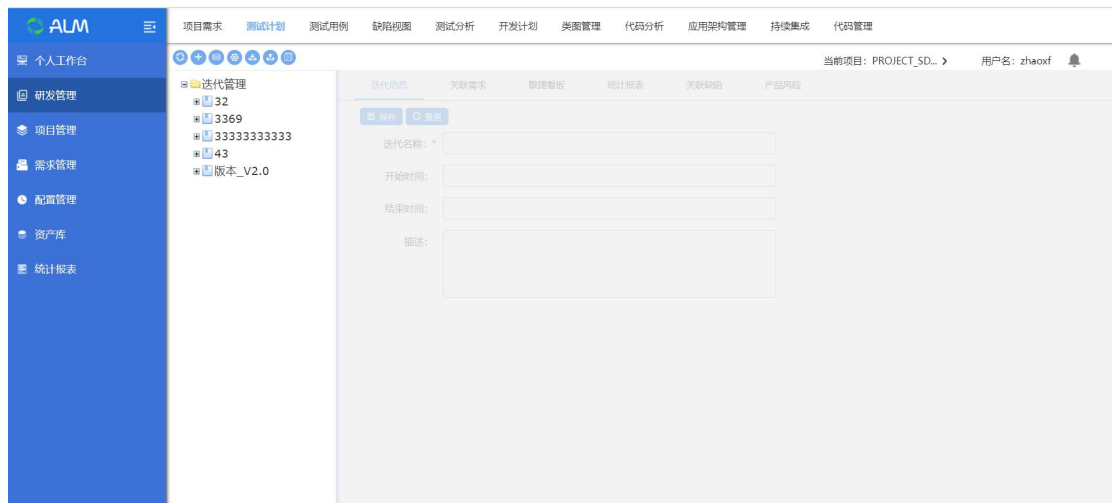 ALM
项目需求 测试计划 测试用例 缺陷视图 测试分析 开发计划 类图管理 代码分析 应用架构管理 持续集成 代码管理
当前项目: PROJECT_SD... 用户名: zhaoxf
个人工作台
研发管理
项目管理
需求管理
配置管理
资产库
统计报表
迭代管理
32
3369
33333333333
43
版本_V2.0
迭代信息 关联需求 敏捷看板 统计报表 关联缺陷 产品风险
保存 重置
迭代名称: *
开始时间:
结束时间:
描述: